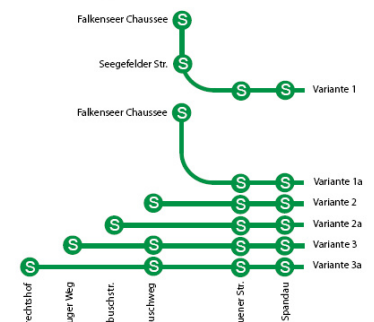 Falkenseer Chaussee
S
Seegefelder Str.
S
S
S
Variante 1
Falkenseer Chaussee
S
S
S
Variante 1a
S
S
S
Variante 2
S
S
S
Variante 2a
S
S
S
S
Variante 3
S
S
S
S
Variante 3a
rechtshof
uger Weg
buschstr.
uschweg
uener Str.
Spandau